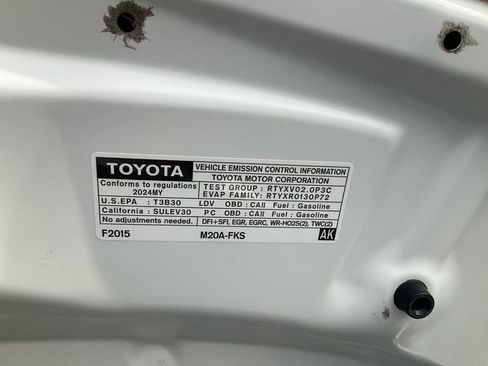 TOYOTA VEHICLE EMISSION CONTROL INFORMATION
TOYOTA MOTOR CORPORATION
Conforms to regulations
2024MY
TEST GROUP : RTYXV02.0P3C
EVAP FAMILY: RTYXR0130P72
U.S.EPA : T3B30 LDV OBD : CAII Fuel : Gasoline
California : SULEV30 PC OBD : CAII Fuel : Gasoline
No adjustments needed. DFI+SFI, EGR, EGRC, WR-HO2S(2), TWC(2)
F2015 M20A-FKS AK